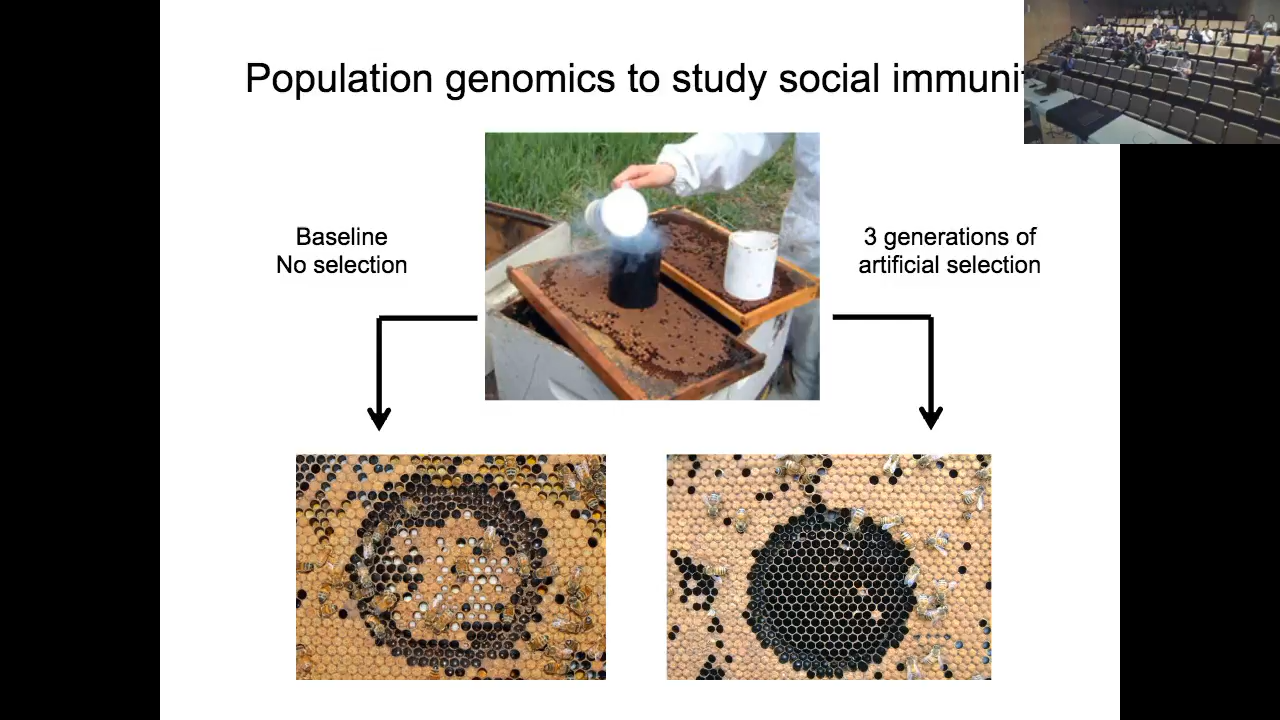 Population genomics to study social immuni
Baseline
No selection
3 generations of
artificial selection